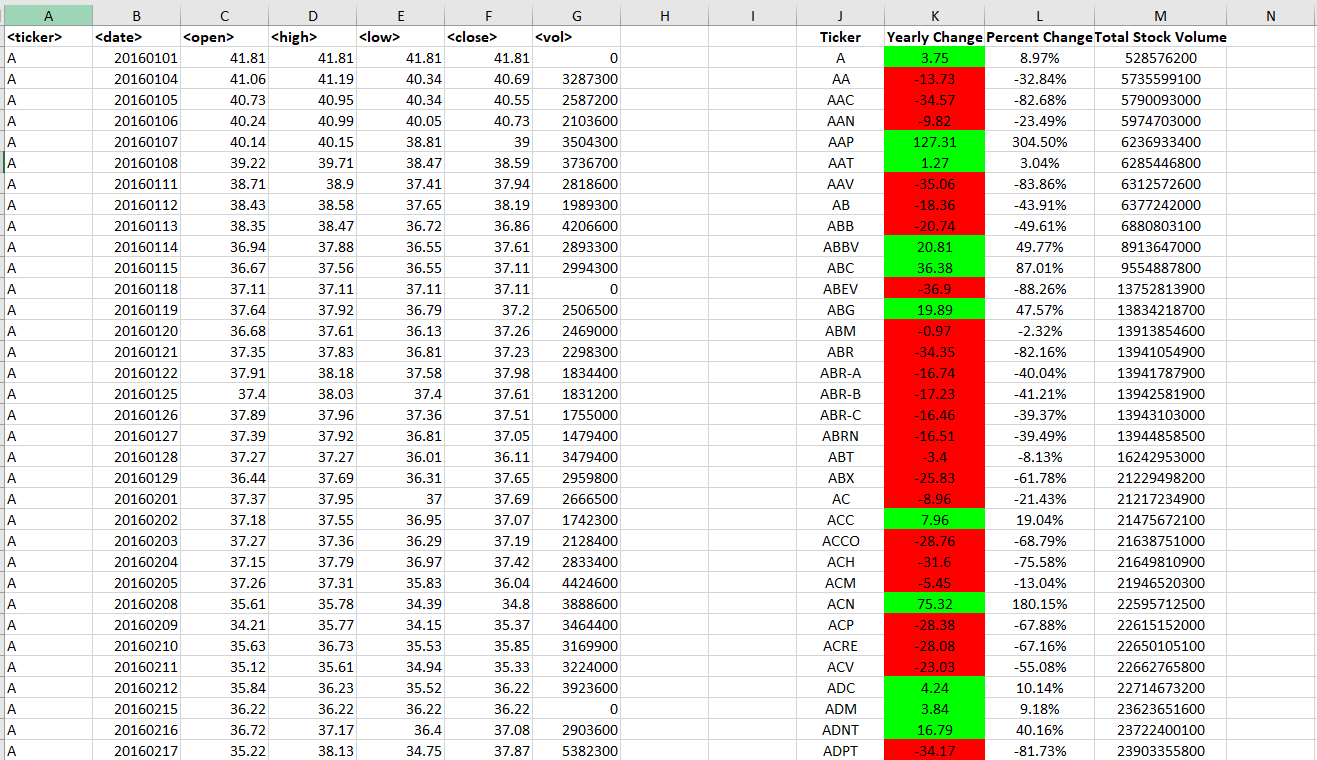 A B C D E F G H I J K L M N
<ticker> <date> <open> <high> <low> <close> <vol> Ticker Yearly Change Percent Change Total Stock Volume
A 20160101 41.81 41.81 41.81 41.81 0 A 3.75 8.97% 528576200
A 20160104 41.06 41.19 40.34 40.69 3287300 AA -13.73 -32.84% 5735599100
A 20160105 40.73 40.95 40.34 40.55 2587200 AAC -34.57 -82.68% 5790093000
A 20160106 40.24 40.99 40.05 40.73 2103600 AAN -9.82 -23.49% 5974703000
A 20160107 40.14 40.15 38.81 39 3504300 AAP 127.31 304.50% 6236933400
A 20160108 39.22 39.71 38.47 38.59 3736700 AAT 1.27 3.04% 6285446800
A 20160111 38.71 38.9 37.41 37.94 2818600 AAV -35.06 -83.86% 6312572600
A 20160112 38.43 38.58 37.65 38.19 1989300 AB -18.36 -43.91% 6377242000
A 20160113 38.35 38.47 36.72 36.86 4206600 ABB -20.74 -49.61% 6880803100
A 20160114 36.94 37.88 36.55 37.61 2893300 ABBV 20.81 49.77% 8913647000
A 20160115 36.67 37.56 36.55 37.11 2994300 ABC 36.38 87.01% 9554887800
A 20160118 37.11 37.11 37.11 37.11 0 ABEV -36.9 -88.26% 13752813900
A 20160119 37.64 37.92 36.79 37.2 2506500 ABG 19.89 47.57% 13834218700
A 20160120 36.68 37.61 36.13 37.26 2469000 ABM -0.97 -2.32% 13913854600
A 20160121 37.35 37.83 36.81 37.23 2298300 ABR -34.35 -82.16% 13941054900
A 20160122 37.91 38.18 37.58 37.98 1834400 ABR-A -16.74 -40.04% 13941787900
A 20160125 37.4 38.03 37.4 37.61 1831200 ABR-B -17.23 -41.21% 13942581900
A 20160126 37.89 37.96 37.36 37.51 1755000 ABR-C -16.46 -39.37% 13943103000
A 20160127 37.39 37.92 36.81 37.05 1479400 ABRN -16.51 -39.49% 13944858500
A 20160128 37.27 37.27 36.01 36.11 3479400 ABT -3.4 -8.13% 16242953000
A 20160129 36.44 37.69 36.31 37.65 2959800 ABX -25.83 -61.78% 21229498200
A 20160201 37.37 37.95 37 37.69 2666500 AC -8.96 -21.43% 21217234900
A 20160202 37.18 37.55 36.95 37.07 1742300 ACC 7.96 19.04% 21475672100
A 20160203 37.27 37.36 36.29 37.19 2128400 ACCO -28.76 -68.79% 21638751000
A 20160204 37.15 37.79 36.97 37.42 2833400 ACH -31.6 -75.58% 21649810900
A 20160205 37.26 37.31 35.83 36.04 4424600 ACM -5.45 -13.04% 21946520300
A 20160208 35.61 35.78 34.39 34.8 3888600 ACN 75.32 180.15% 22595712500
A 20160209 34.21 35.77 34.15 35.37 3464400 ACP -28.38 -67.88% 22615152000
A 20160210 35.63 36.73 35.53 35.85 3169900 ACRE -28.08 -67.16% 22650105100
A 20160211 35.12 35.61 34.94 35.33 3224000 ACV -23.03 -55.08% 22662765800
A 20160212 35.84 36.23 35.52 36.22 3923600 ADC 4.24 10.14% 22714673200
A 20160215 36.22 36.22 36.22 36.22 0 ADM 3.84 9.18% 23623651600
A 20160216 36.72 37.17 36.4 37.08 2903600 ADNT 16.79 40.16% 23722400100
A 20160217 35.22 38.13 34.75 37.87 5382300 ADPT -34.17 -81.73% 23903355800